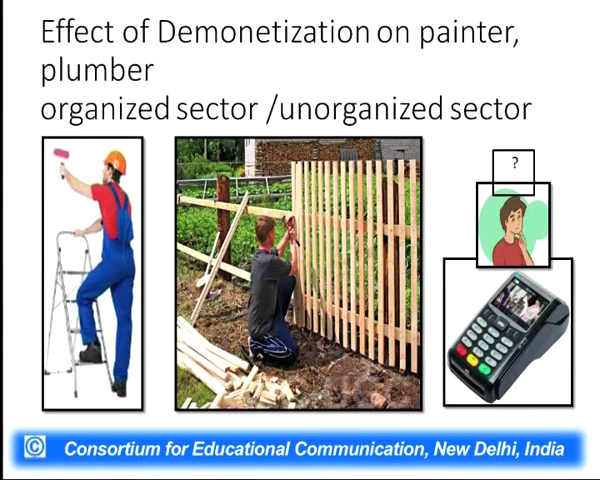 Effect of Demonetization on painter,
plumber
organized sector /unorganized sector
?
© Consortium for Educational Communication, New Delhi, India